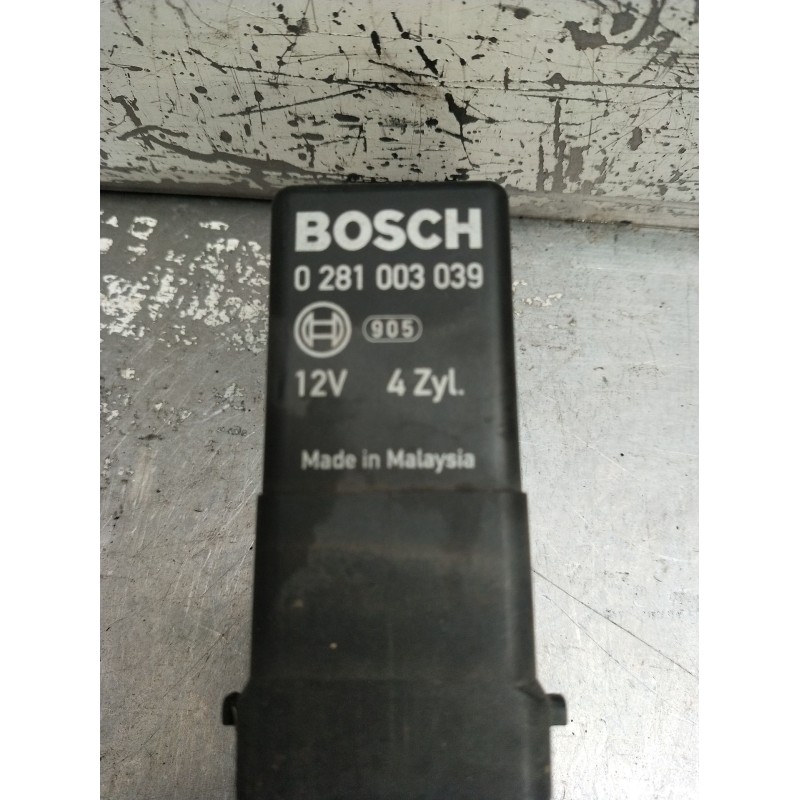 BOSCH
0 281 003 039
905
12V 4 Zyl.
Made in Malaysia